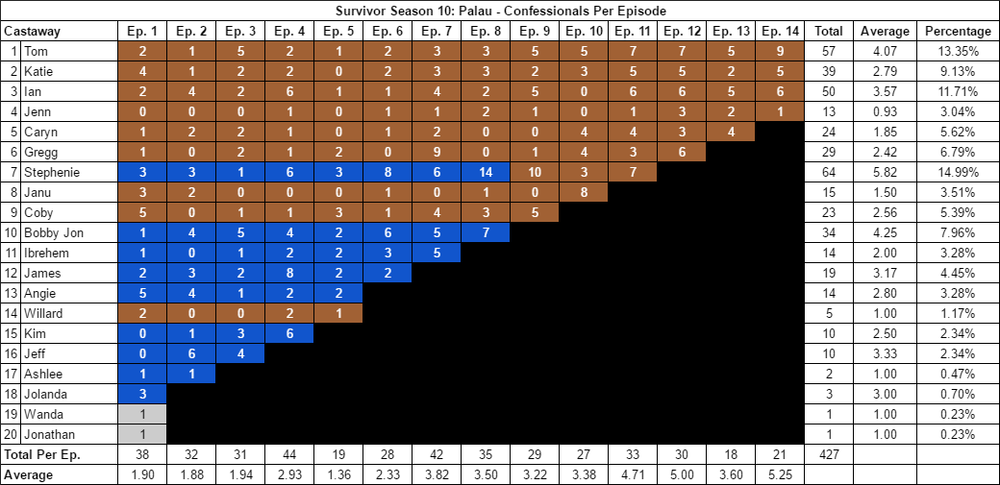 Survivor Season 10: Palau - Confessionals Per Episode
Castaway Ep. 1 Ep. 2 Ep. 3 Ep. 4 Ep. 5 Ep. 6 Ep. 7 Ep. 8 Ep. 9 Ep. 10 Ep. 11 Ep. 12 Ep. 13 Ep. 14 Total Average Percentage
1 Tom 2 1 5 2 1 2 3 3 5 5 7 7 5 9 57 4.07 13.35%
2 Katie 4 1 2 2 0 2 3 3 2 3 5 5 2 5 39 2.79 9.13%
3 Ian 2 4 2 6 1 1 4 2 5 0 6 6 5 6 50 3.57 11.71%
4 Jenn 0 0 0 1 0 1 1 2 1 0 1 3 2 1 13 0.93 3.04%
5 Caryn 1 2 2 1 0 1 2 0 0 4 4 3 4 24 1.85 5.62%
6 Gregg 1 0 2 1 2 0 9 0 1 4 3 6 29 2.42 6.79%
7 Stephenie 3 3 1 6 3 8 6 14 10 3 7 64 5.82 14.99%
8 Janu 3 2 0 0 0 1 0 1 0 8 15 1.50 3.51%
9 Coby 5 0 1 1 3 1 4 3 5 23 2.56 5.39%
10 Bobby Jon 1 4 5 4 2 6 5 7 34 4.25 7.96%
11 Ibrehem 1 0 1 2 2 3 5 14 2.00 3.28%
12 James 2 3 2 8 2 2 19 3.17 4.45%
13 Angie 5 4 1 2 2 14 2.80 3.28%
14 Willard 2 0 0 2 1 5 1.00 1.17%
15 Kim 0 1 3 6 10 2.50 2.34%
16 Jeff 0 6 4 10 3.33 2.34%
17 Ashlee 1 1 2 1.00 0.47%
18 Jolanda 3 3 3.00 0.70%
19 Wanda 1 1 1.00 0.23%
20 Jonathan 1 1 1.00 0.23%
Total Per Ep. 38 32 31 44 19 28 42 35 29 27 33 30 18 21 427
Average 1.90 1.88 1.94 2.93 1.36 2.33 3.82 3.50 3.22 3.38 4.71 5.00 3.60 5.25